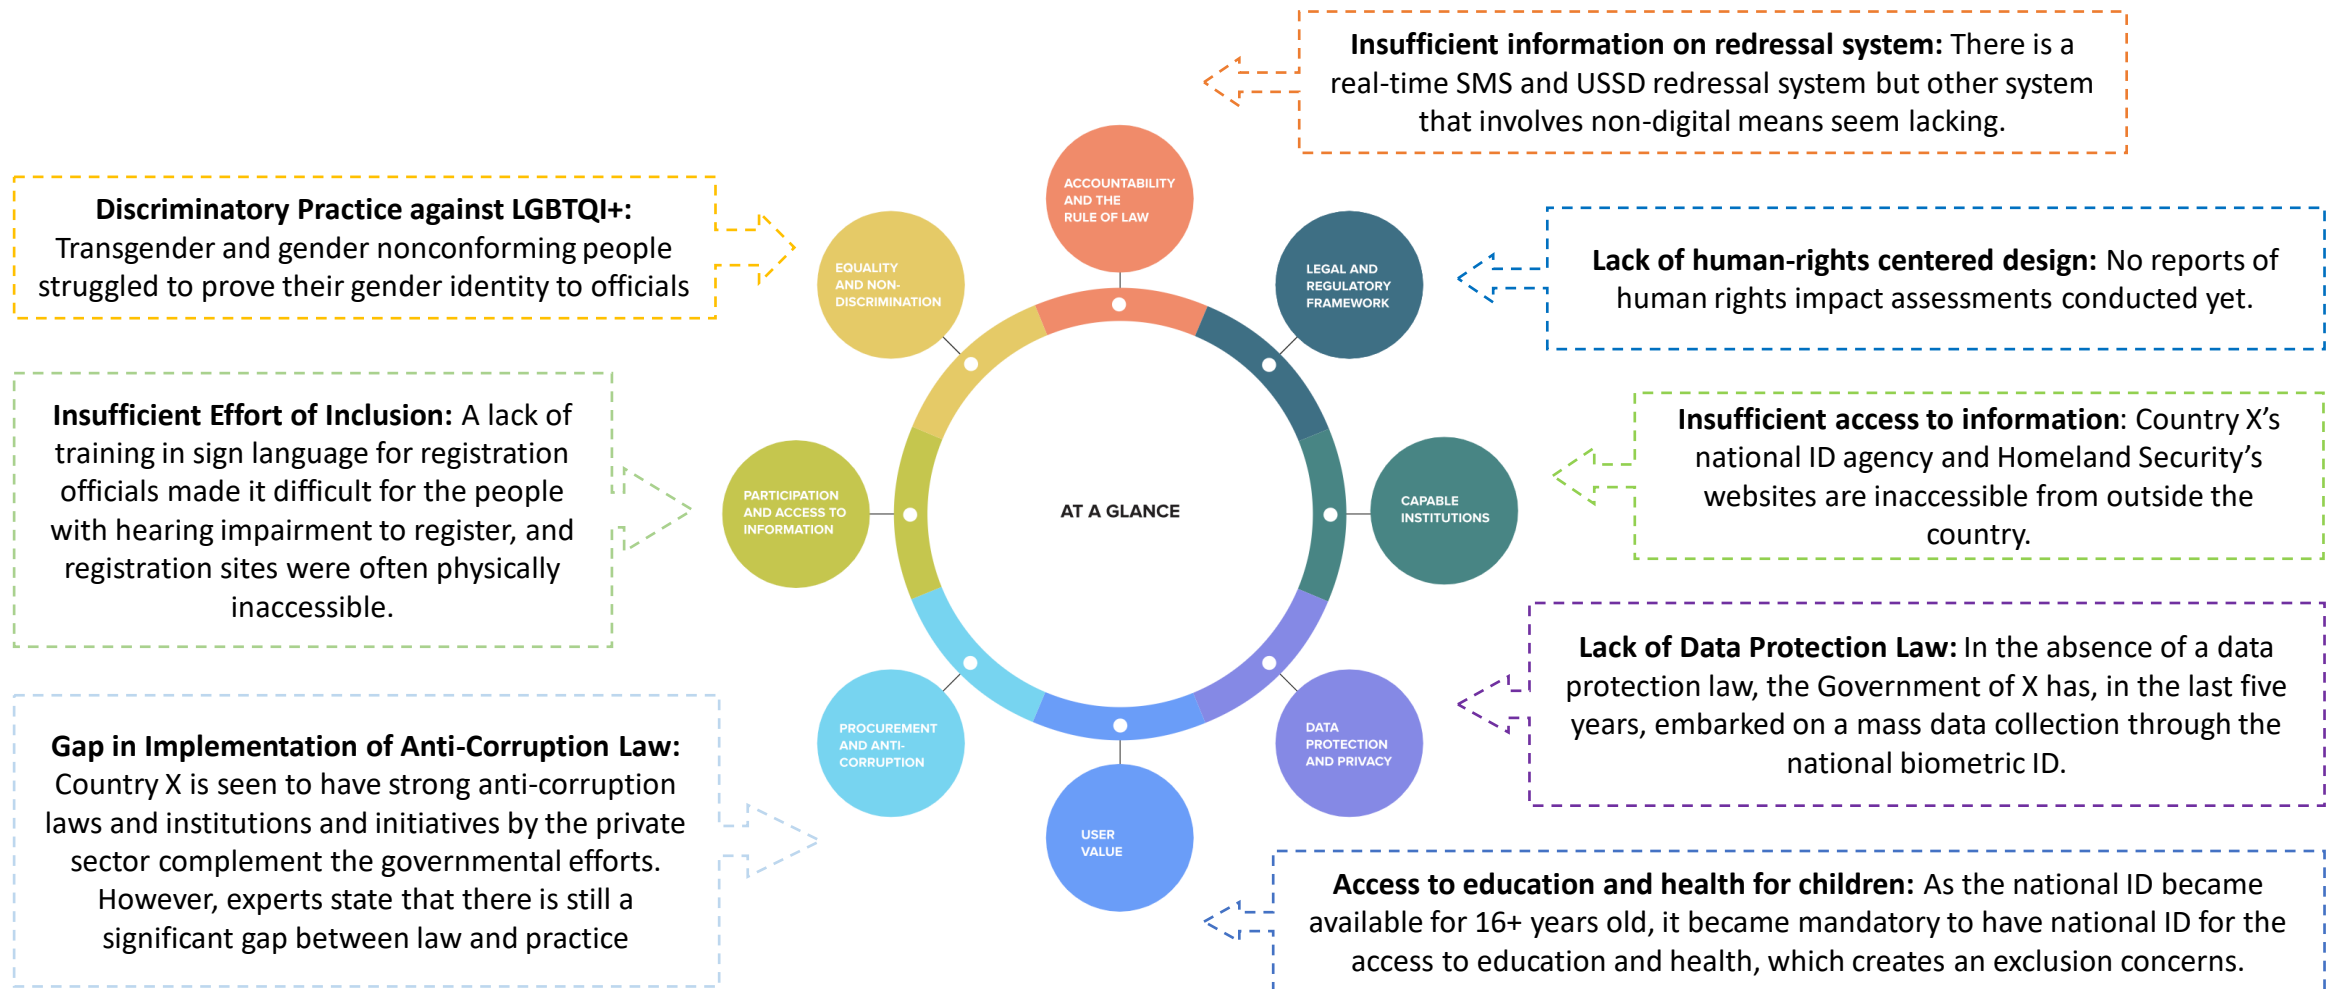 Insufficient information on redressal system: There is a
real-time SMS and USSD redressal system but other system
that involves non-digital means seem lacking.
Discriminatory Practice against LGBTQI+:
Transgender and gender nonconforming people
struggled to prove their gender identity to officials
ACCOUNTABILITY
AND THE
RULE OF LAW
EQUALITY
AND NON-
DISCRIMINATION
LEGAL AND
REGULATORY
FRAMEWORK
Lack of human-rights centered design: No reports of
human rights impact assessments conducted yet.
Insufficient Effort of Inclusion: A lack of
training in sign language for registration
officials made it difficult for the people
with hearing impairment to register, and
registration sites were often physically
inaccessible.
PARTICIPATION
AND ACCESS TO
INFORMATION
AT A GLANCE
CAPABLE
INSTITUTIONS
Insufficient access to information: Country X's
national ID agency and Homeland Security's
websites are inaccessible from outside the
country.
Lack of Data Protection Law: In the absence of a data
protection law, the Government of X has, in the last five
years, embarked on a mass data collection through the
national biometric ID.
Gap in Implementation of Anti-Corruption Law:
Country X is seen to have strong anti-corruption
laws and institutions and initiatives by the private
sector complement the governmental efforts.
However, experts state that there is still a
significant gap between law and practice
PROCUREMENT
AND ANTI-
CORRUPTION
DATA
PROTECTION
AND PRIVACY
USER
VALUE
Access to education and health for children: As the national ID became
available for 16+ years old, it became mandatory to have national ID for the
access to education and health, which creates an exclusion concerns.